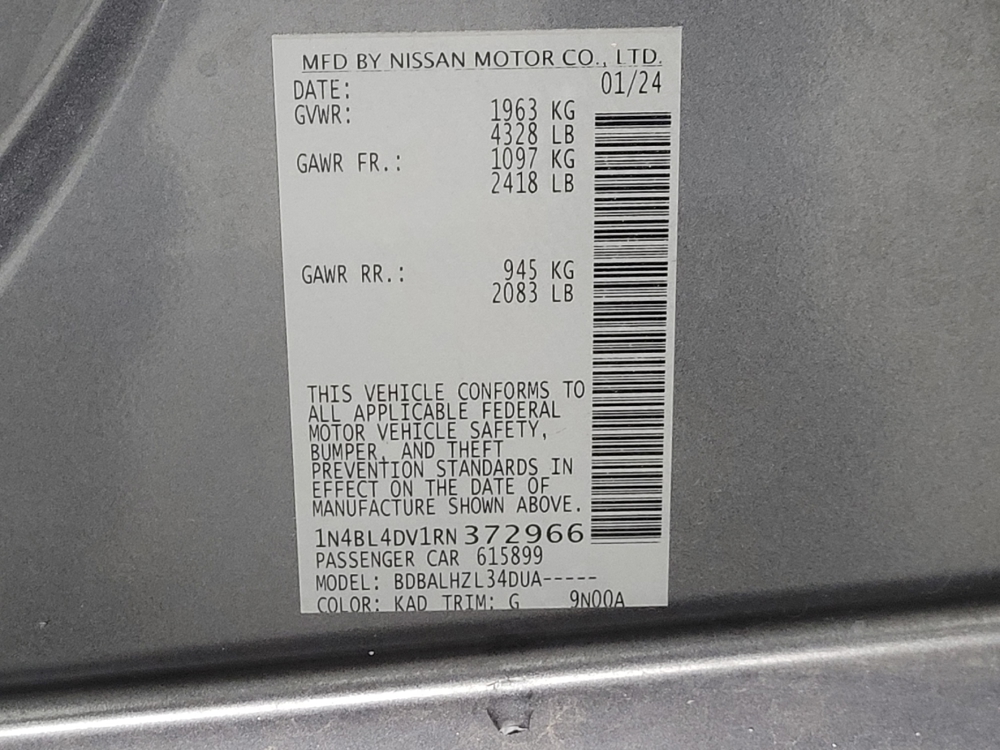 MFD BY NISSAN MOTOR CO., LTD.
DATE: 01/24
GVWR: 1963 KG
4328 LB
GAWR FR.: 1097 KG
2418 LB
GAWR RR.: 945 KG
2083 LB
THIS VEHICLE CONFORMS TO
ALL APPLICABLE FEDERAL
MOTOR VEHICLE SAFETY,
BUMPER, AND THEFT
PREVENTION STANDARDS IN
EFFECT ON THE DATE OF
MANUFACTURE SHOWN ABOVE.
1N4BL4DV1RN372966
PASSENGER CAR 615899
MODEL: BDBALHZL34DUA-----
COLOR: KAD TRIM: G 9N00A